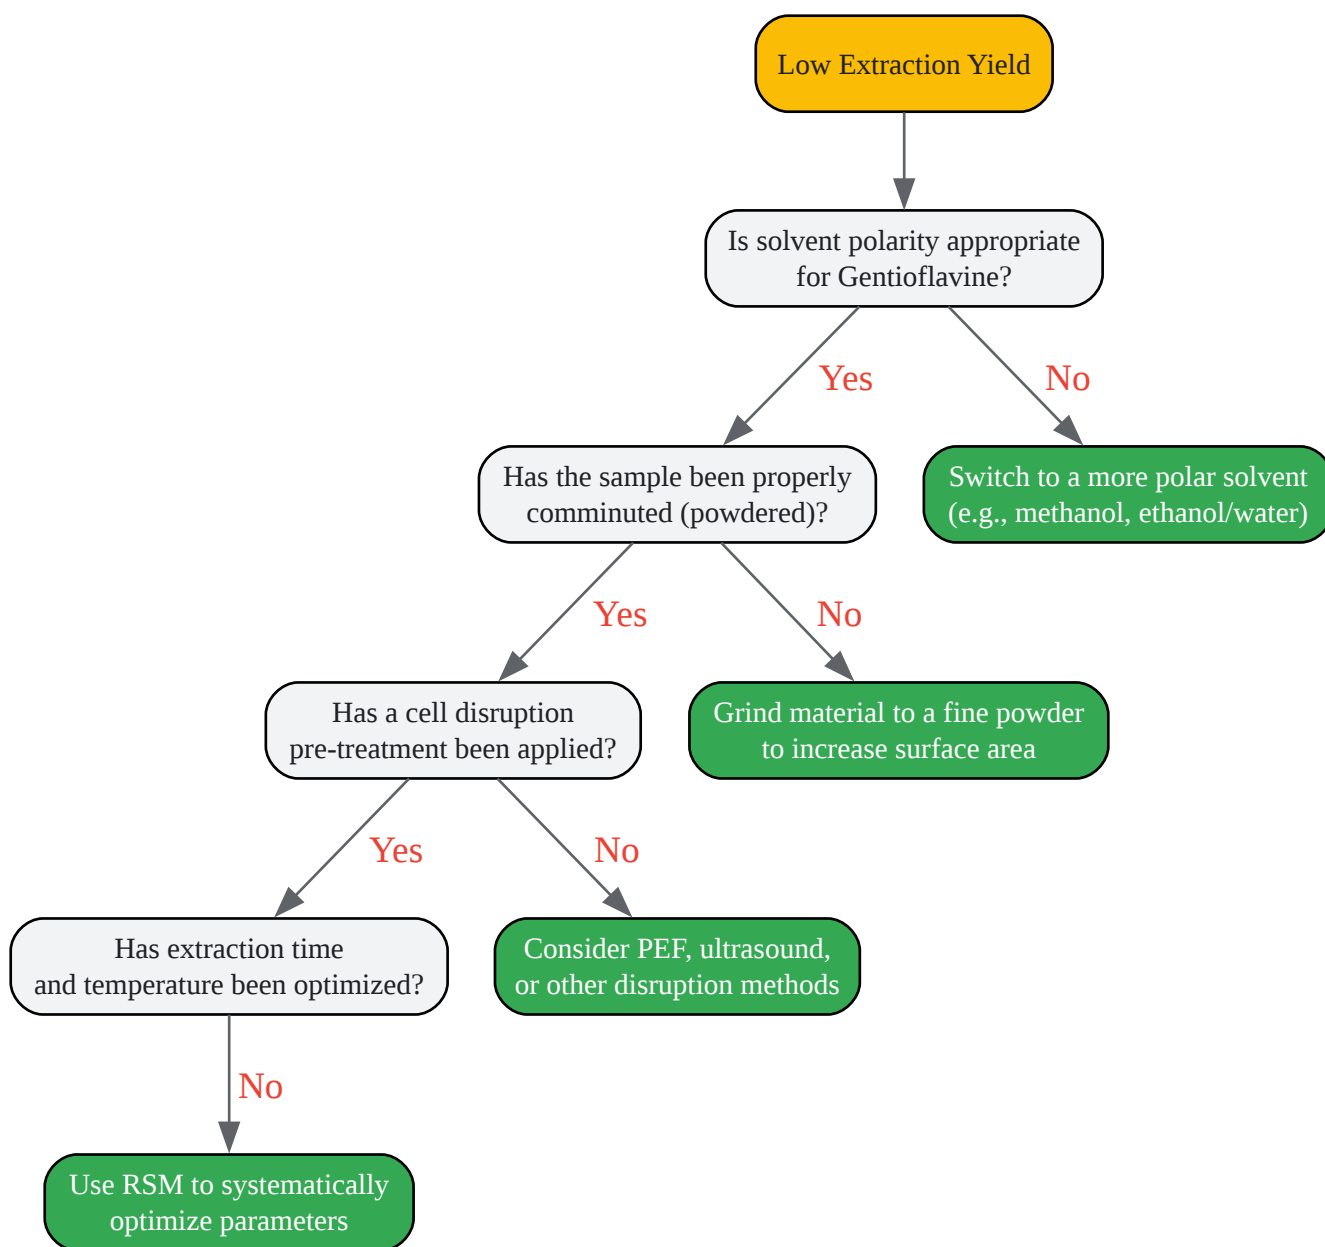 Low Extraction Yield
Is solvent polarity appropriate
for Gentioflavine?
Yes
No
Has the sample been properly
comminuted (powdered)?
Switch to a more polar solvent
(e.g., methanol, ethanol/water)
Yes
No
Has a cell disruption
pre-treatment been applied?
Grind material to a fine powder
to increase surface area
Yes
No
Has extraction time
and temperature been optimized?
Consider PEF, ultrasound,
or other disruption methods
No
Use RSM to systematically
optimize parameters